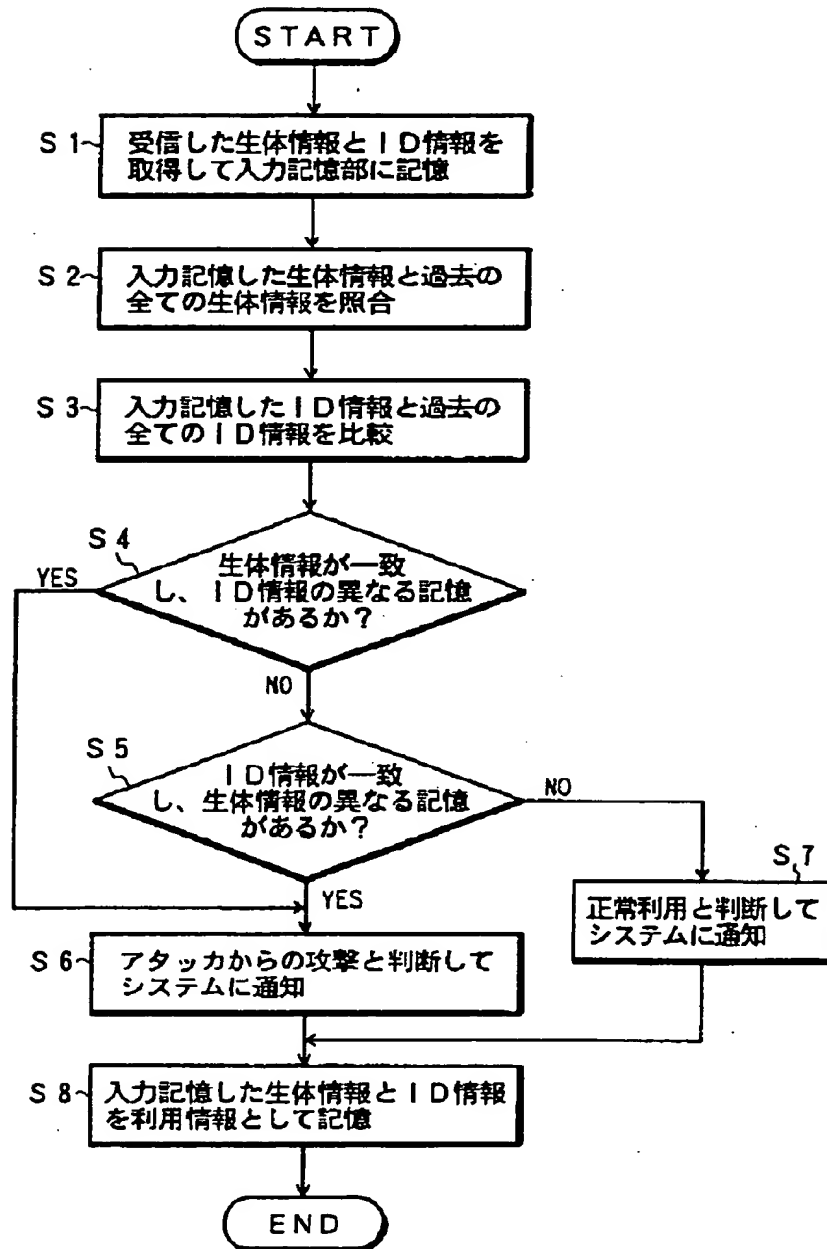 START
S1
受信した生体情報とID情報を
取得して入力記憶部に記憶
S2
入力記憶した生体情報と過去の
全ての生体情報を照合
S3
入力記憶したID情報と過去の
全てのID情報を比較
S4
生体情報が一致
し、ID情報の異なる記憶
があるか？
YES
NO
S5
ID情報が一致
し、生体情報の異なる記憶
があるか？
NO
YES
S7
正常利用と判断して
システムに通知
S6
アタッカからの攻撃と判断して
システムに通知
S8
入力記憶した生体情報とID情報
を利用情報として記憶
END